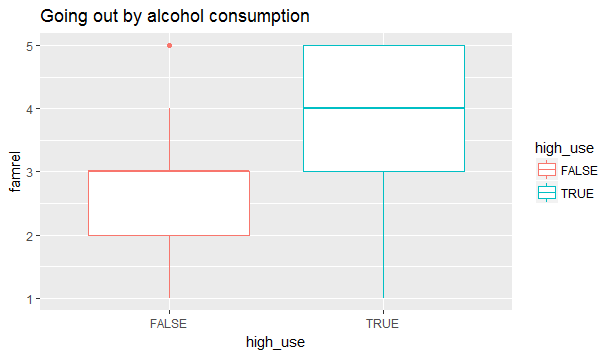 Going out by alcohol consumption
5
4
3
2
1
famrel
FALSE
TRUE
high_use
high_use
FALSE
TRUE